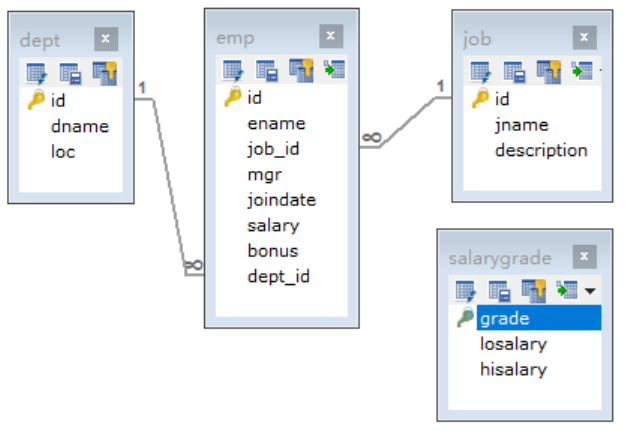 dept
x
id
dname
loc
1
emp
x
id
ename
job_id
mgr
joindate
salary
bonus
dept_id
∞
∞
1
job
x
id
jname
description
salarygrade
x
grade
losalary
hisalary